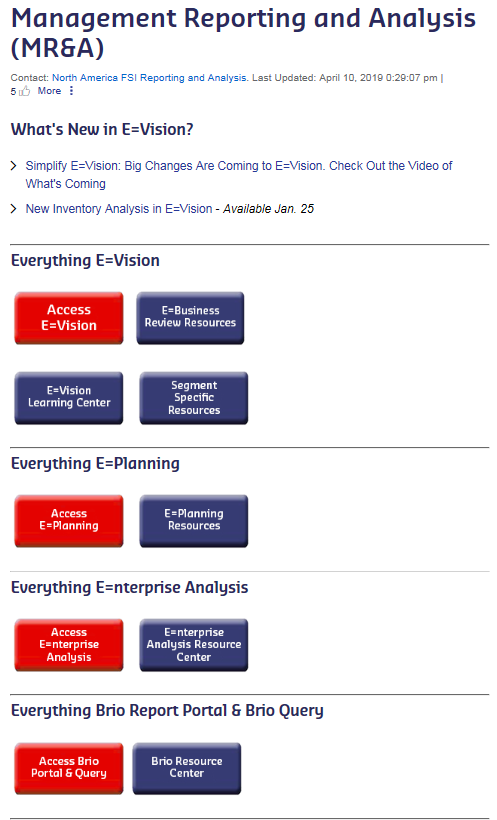 Management Reporting and Analysis
(MR&A)
Contact: North America FSI Reporting and Analysis. Last Updated: April 10, 2019 0:29:07 pm |
5 More
What's New in E=Vision?
Simplify E=Vision: Big Changes Are Coming to E=Vision. Check Out the Video of
What's Coming
New Inventory Analysis in E=Vision - Available Jan. 25
Everything E=Vision
Access
E=Vision
E=Business
Review Resources
E=Vision
Learning Center
Segment
Specific
Resources
Everything E=Planning
Access
E=Planning
E=Planning
Resources
Everything E=nterprise Analysis
Access
E=nterprise
Analysis
E=nterprise
Analysis Resource
Center
Everything Brio Report Portal & Brio Query
Access Brio
Portal & Query
Brio Resource
Center